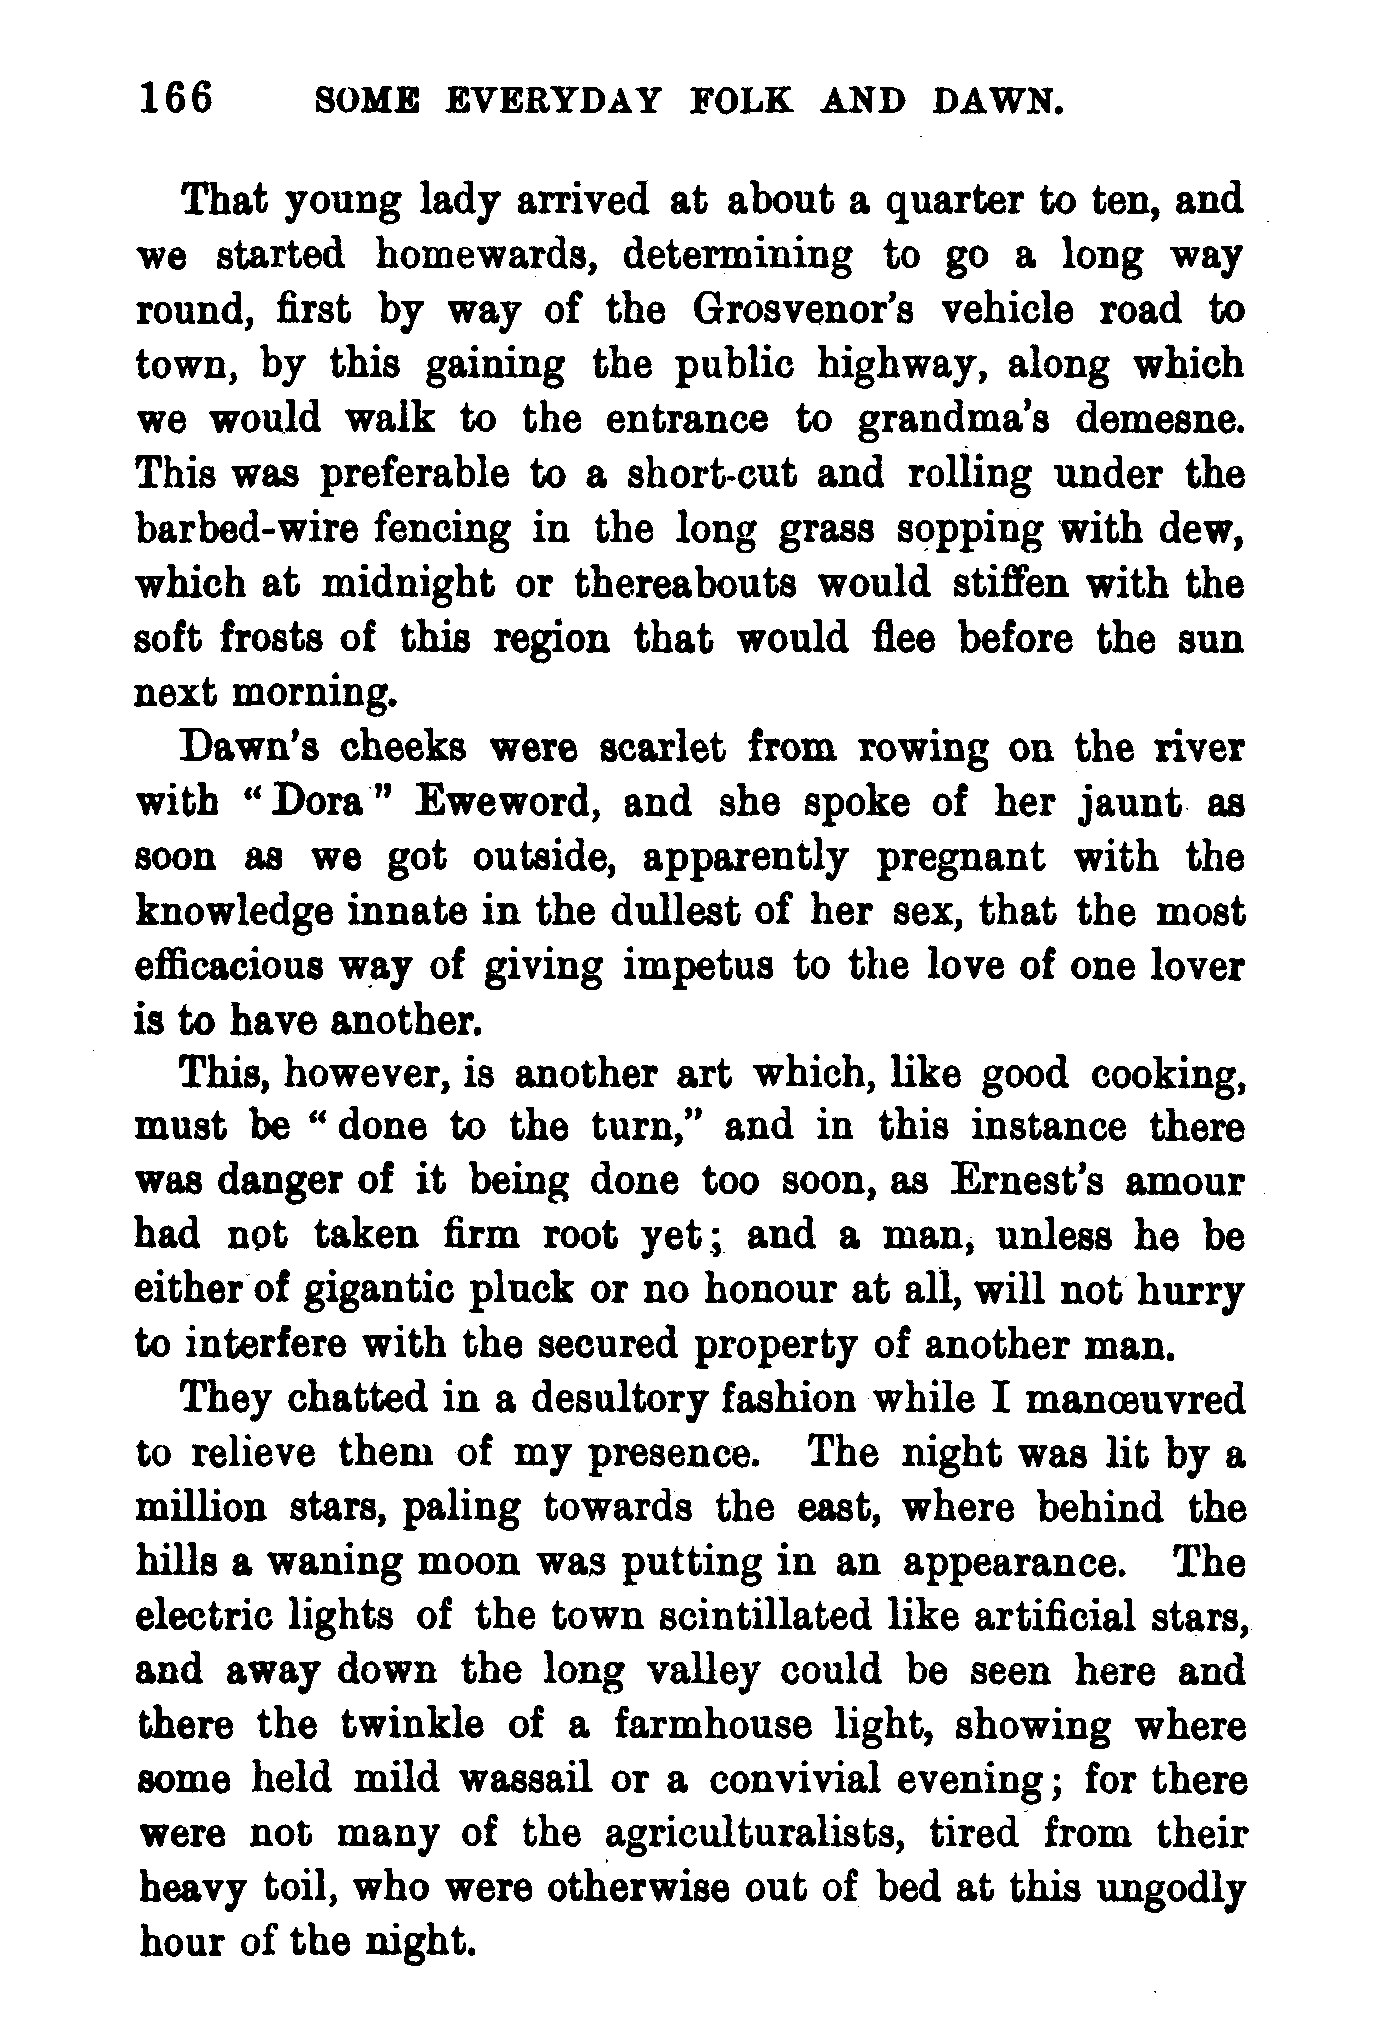 166 SOME EVERYDAY FOLK AND DAWN.
That young lady arrived at about a quarter to ten, and
we started homewards, determining to go a long way
round, first by way of the Grosvenor's vehicle road to
town, by this gaining the public highway, along which
we would walk to the entrance to grandma's demesne.
This was preferable to a short-cut and rolling under the
barbed-wire fencing in the long grass sopping with dew,
which at midnight or thereabouts would stiffen with the
soft frosts of this region that would flee before the sun
next morning.
Dawn's cheeks were scarlet from rowing on the river
with "Dora" Eweword, and she spoke of her jaunt as
soon as we got outside, apparently pregnant with the
knowledge innate in the dullest of her sex, that the most
efficacious way of giving impetus to the love of one lover
is to have another.
This, however, is another art which, like good cooking,
must be "done to the turn," and in this instance there
was danger of it being done too soon, as Ernest's amour
had not taken firm root yet; and a man, unless he be
either of gigantic pluck or no honour at all, will not hurry
to interfere with the secured property of another man.
They chatted in a desultory fashion while I manœuvred
to relieve them of my presence. The night was lit by a
million stars, paling towards the east, where behind the
hills a waning moon was putting in an appearance. The
electric lights of the town scintillated like artificial stars,
and away down the long valley could be seen here and
there the twinkle of a farmhouse light, showing where
some held mild wassail or a convivial evening; for there
were not many of the agriculturalists, tired from their
heavy toil, who were otherwise out of bed at this ungodly
hour of the night.